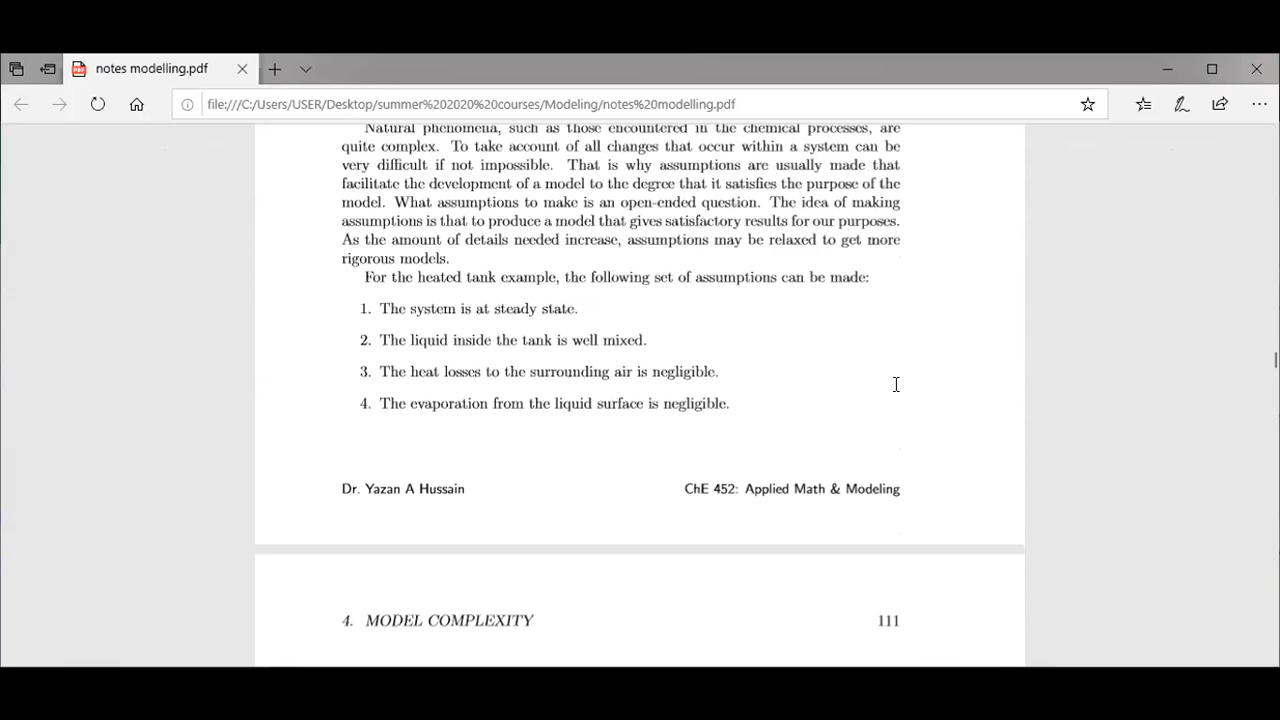 notes modelling.pdf
file:///C:/Users/USER/Desktop/summer%202020%20courses/Modeling/notes%20modelling.pdf
Natural phenomena, such as those encountered in the chemical processes, are
quite complex. To take account of all changes that occur within a system can be
very difficult if not impossible. That is why assumptions are usually made that
facilitate the development of a model to the degree that it satisfies the purpose of the
model. What assumptions to make is an open-ended question. The idea of making
assumptions is that to produce a model that gives satisfactory results for our purposes.
As the amount of details needed increase, assumptions may be relaxed to get more
rigorous models.
For the heated tank example, the following set of assumptions can be made:
1. The system is at steady state.
2. The liquid inside the tank is well mixed.
3. The heat losses to the surrounding air is negligible.
4. The evaporation from the liquid surface is negligible.
Dr. Yazan A Hussain ChE 452: Applied Math & Modeling
4. MODEL COMPLEXITY 111